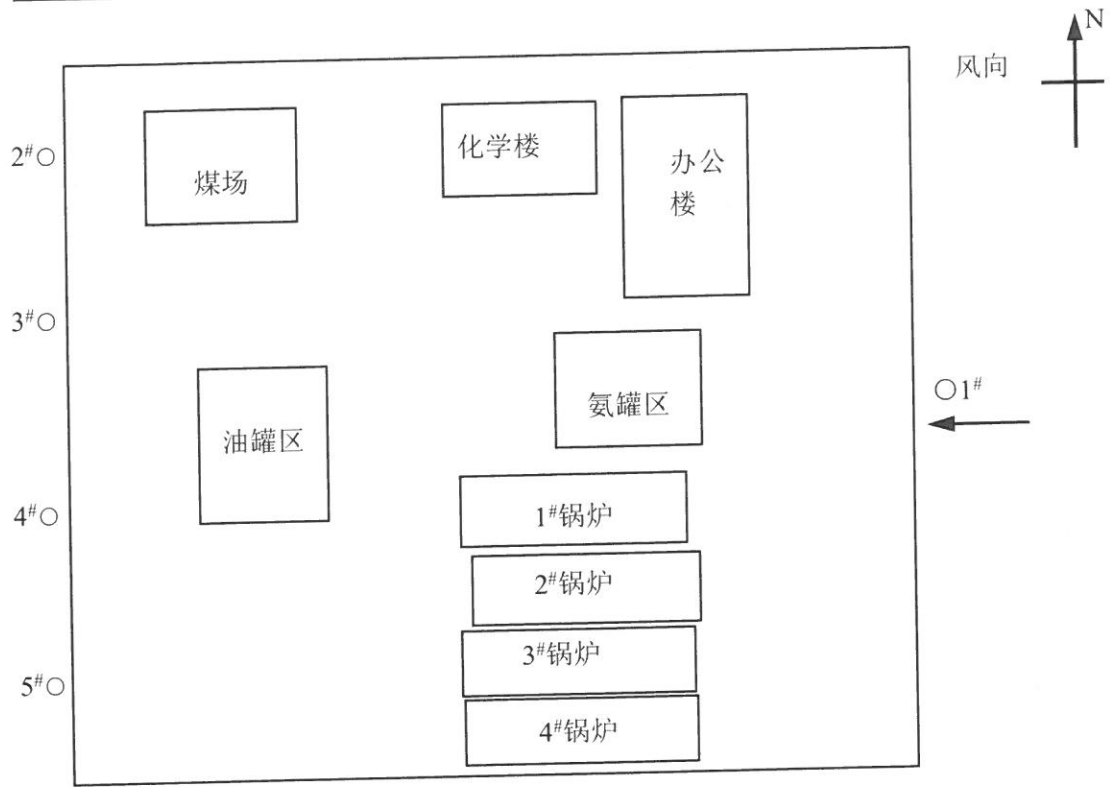 N
风向
2#○
煤场
化学楼
办公
楼
3#○
油罐区
氨罐区
○1#
4#○
1#锅炉
2#锅炉
3#锅炉
5#○
4#锅炉